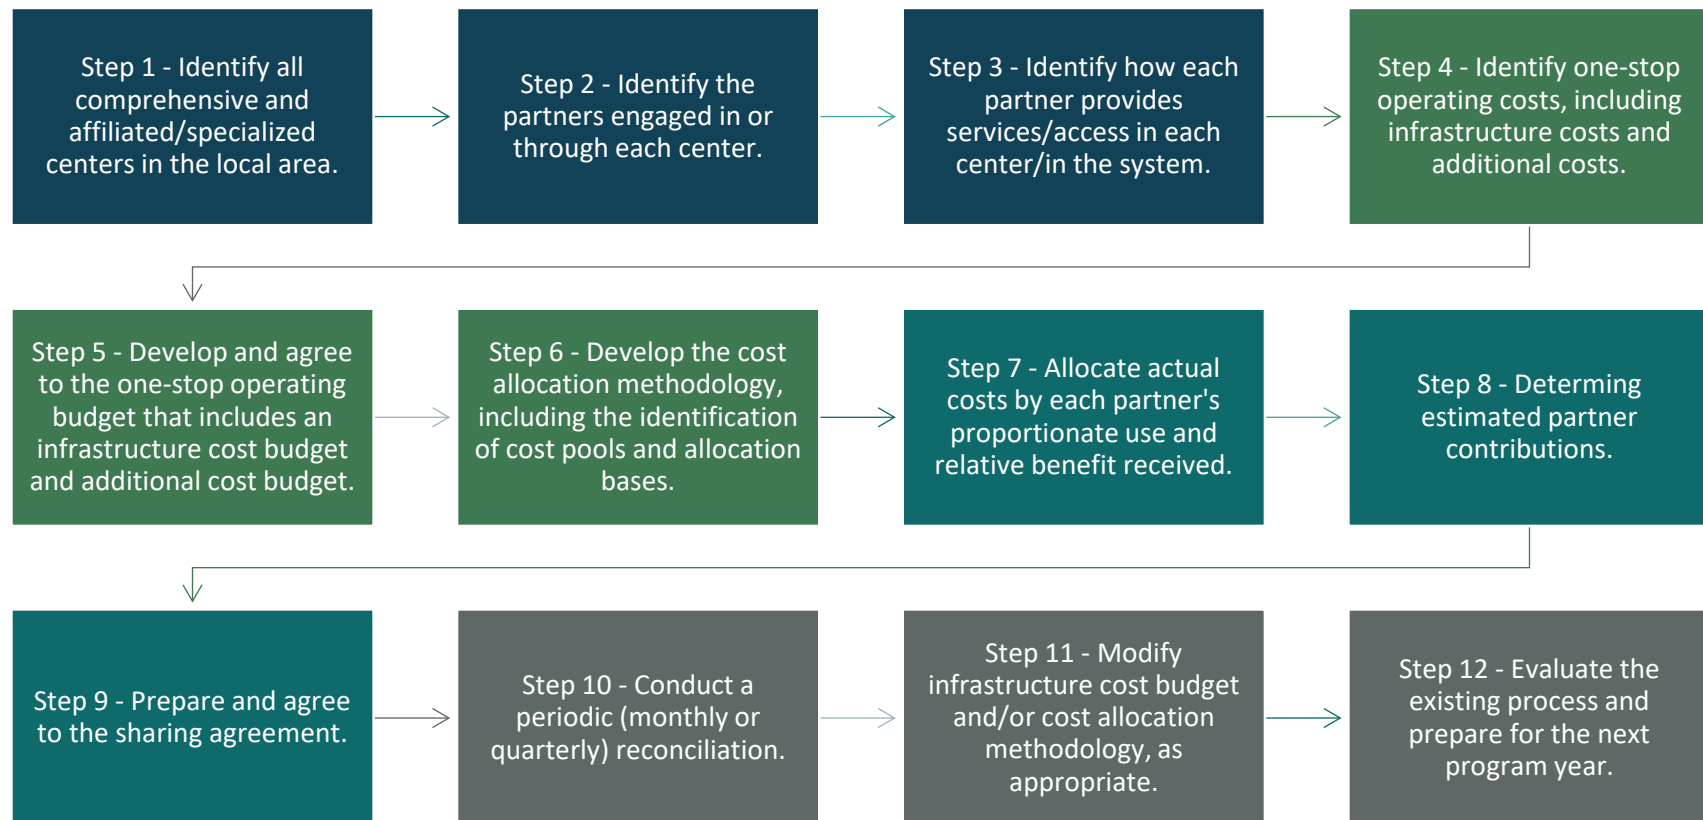 Step 1 - Identify all
comprehensive and
affiliated/specialized
centers in the local area.
Step 2 - Identify the
partners engaged in or
through each center.
Step 3 - Identify how each
partner provides
services/access in each
center/in the system.
Step 4 - Identify one-stop
operating costs, including
infrastructure costs and
additional costs.
Step 5 - Develop and agree
to the one-stop operating
budget that includes an
infrastructure cost budget
and additional cost budget.
Step 6 - Develop the cost
allocation methodology,
including the identification
of cost pools and allocation
bases.
Step 7 - Allocate actual
costs by each partner's
proportionate use and
relative benefit received.
Step 8 - Determing
estimated partner
contributions.
Step 9 - Prepare and agree
to the sharing agreement.
Step 10 - Conduct a
periodic (monthly or
quarterly) reconciliation.
Step 11 - Modify
infrastructure cost budget
and/or cost allocation
methodology, as
appropriate.
Step 12 - Evaluate the
existing process and
prepare for the next
program year.